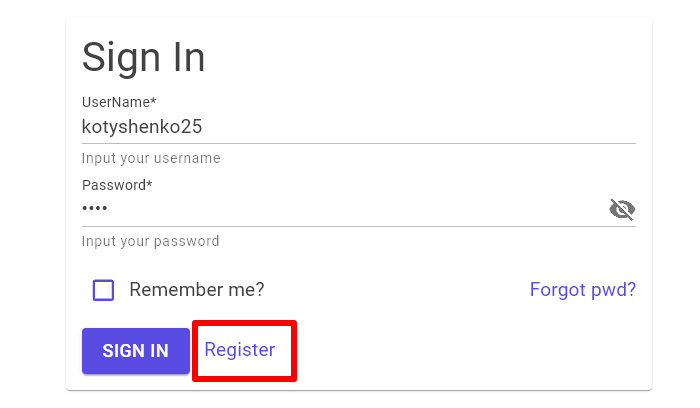 Sign In
UserName*
kotyshenko25
Input your username
Password*
••••
Input your password
Remember me? Forgot pwd?
SIGN IN Register